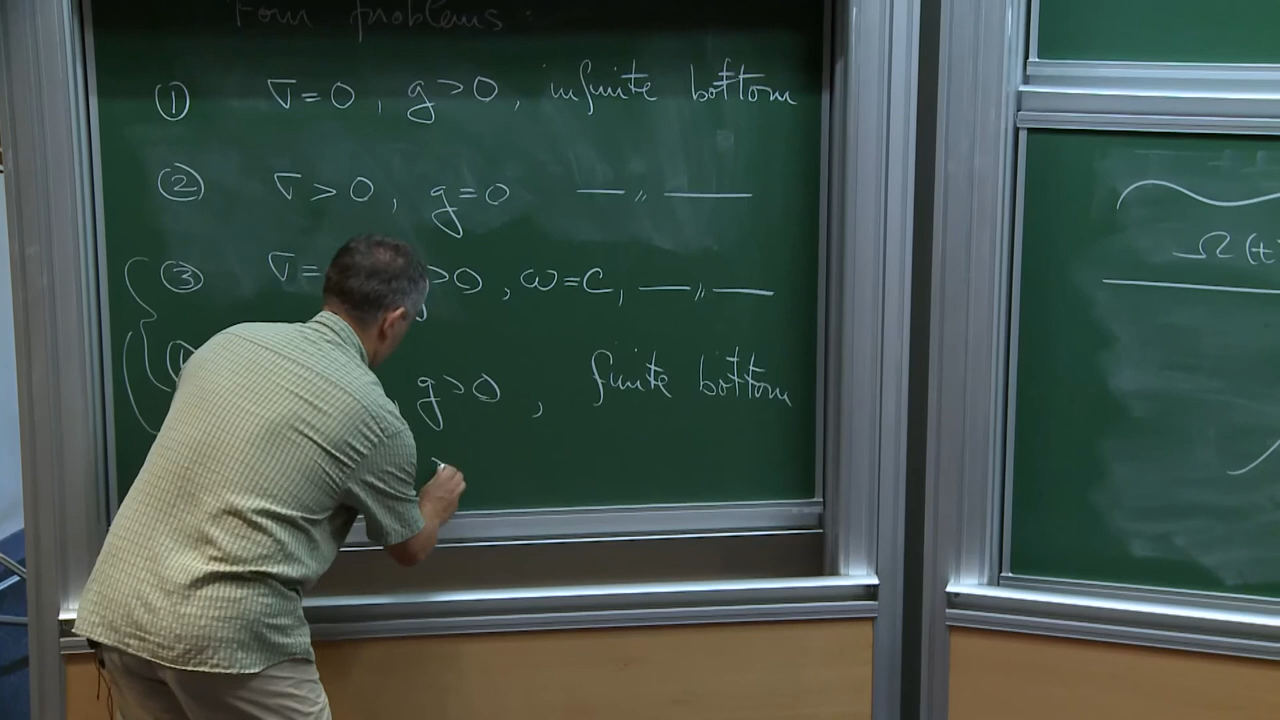 Four problems:
① σ=0, g>0, infinite bottom
② σ>0, g=0 —〃—
③ σ= >0, ω=c, —〃—
g>0, finite bottom
Ω(t